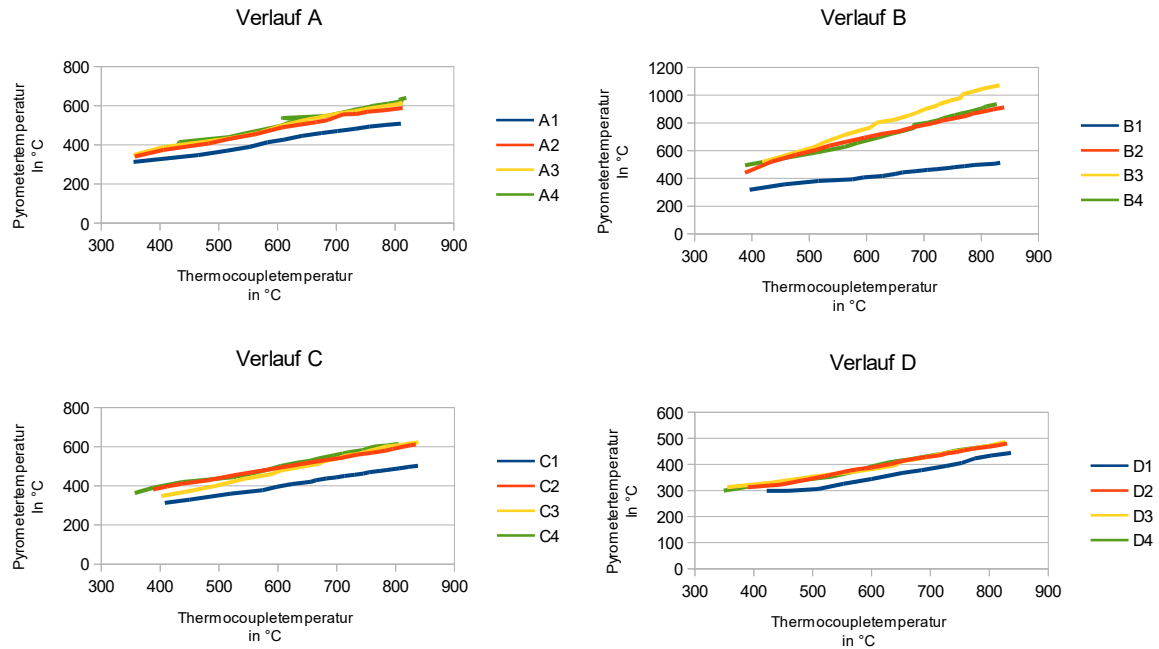 Verlauf A
Pyrometertemperatur
In °C
800
600
400
200
0
300 400 500 600 700 800 900
Thermocoupletemperatur
in °C
A1
A2
A3
A4
Verlauf B
Pyrometertemperatur
In °C
1200
1000
800
600
400
200
0
300 400 500 600 700 800 900
Thermocoupletemperatur
in °C
B1
B2
B3
B4
Verlauf C
Pyrometertemperatur
In °C
800
600
400
200
0
300 400 500 600 700 800 900
Thermocoupletemperatur
in °C
C1
C2
C3
C4
Verlauf D
Pyrometertemperatur
In °C
600
500
400
300
200
100
0
300 400 500 600 700 800 900
Thermocoupletemperatur
in °C
D1
D2
D3
D4